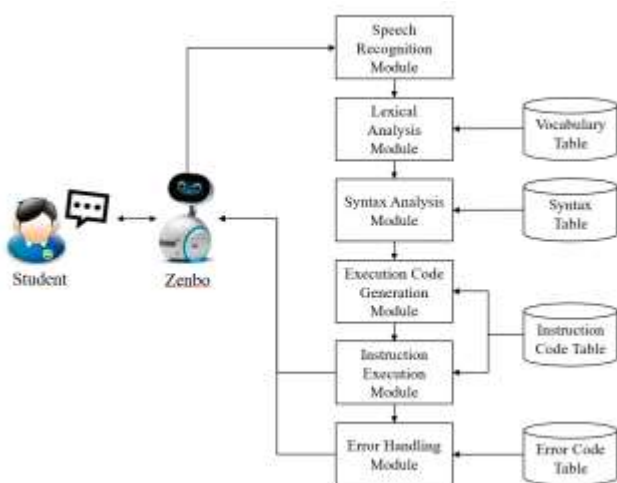 Speech
Recognition
Module
Lexical
Analysis
Module
Vocabulary
Table
Syntax Analysis
Module
Syntax
Table
Student
Zenbo
Execution Code
Generation
Module
Instruction
Code Table
Instruction
Execution
Module
Error Handling
Module
Error Code
Table